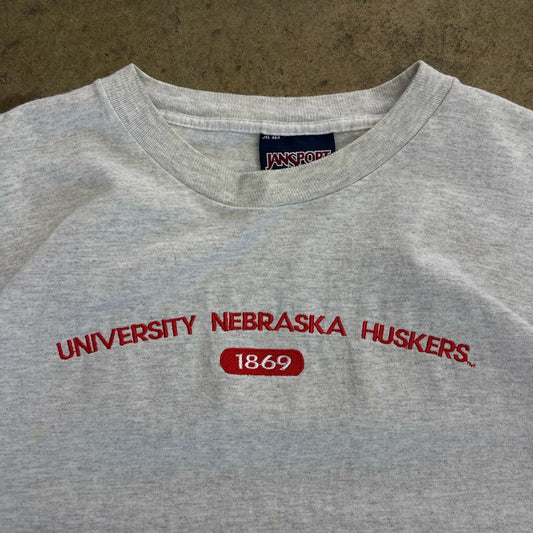 JANSPORT
UNIVERSITY NEBRASKA HUSKERS
1869